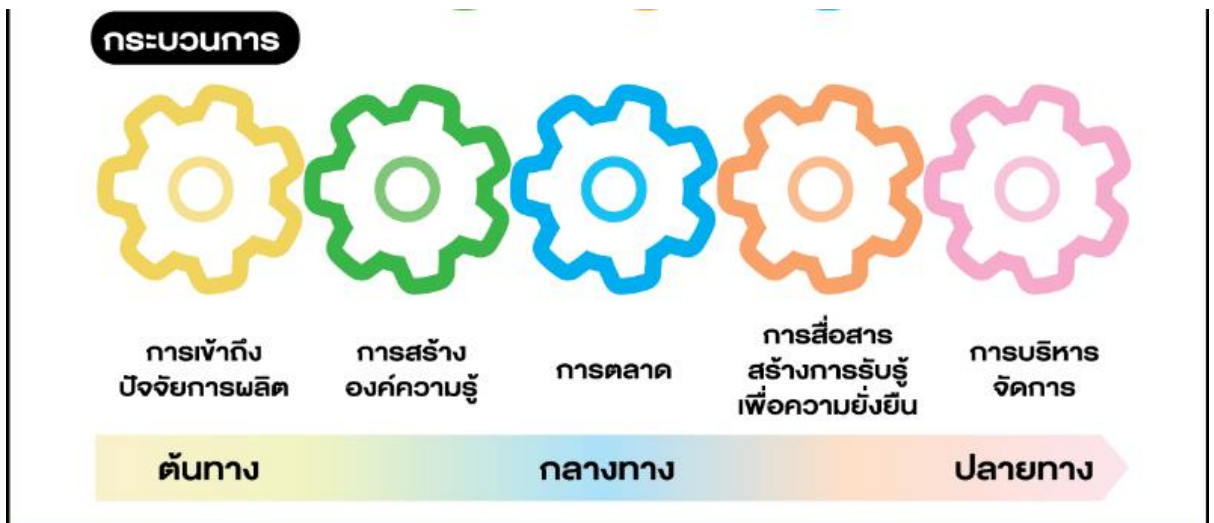 กระบวนการ
การเข้าถึง
ปัจจัยการผลิต
การสร้าง
องค์ความรู้
การตลาด
การสื่อสาร
สร้างการรับรู้
เพื่อความยั่งยืน
การบริหาร
จัดการ
ต้นทาง
กลางทาง
ปลายทาง